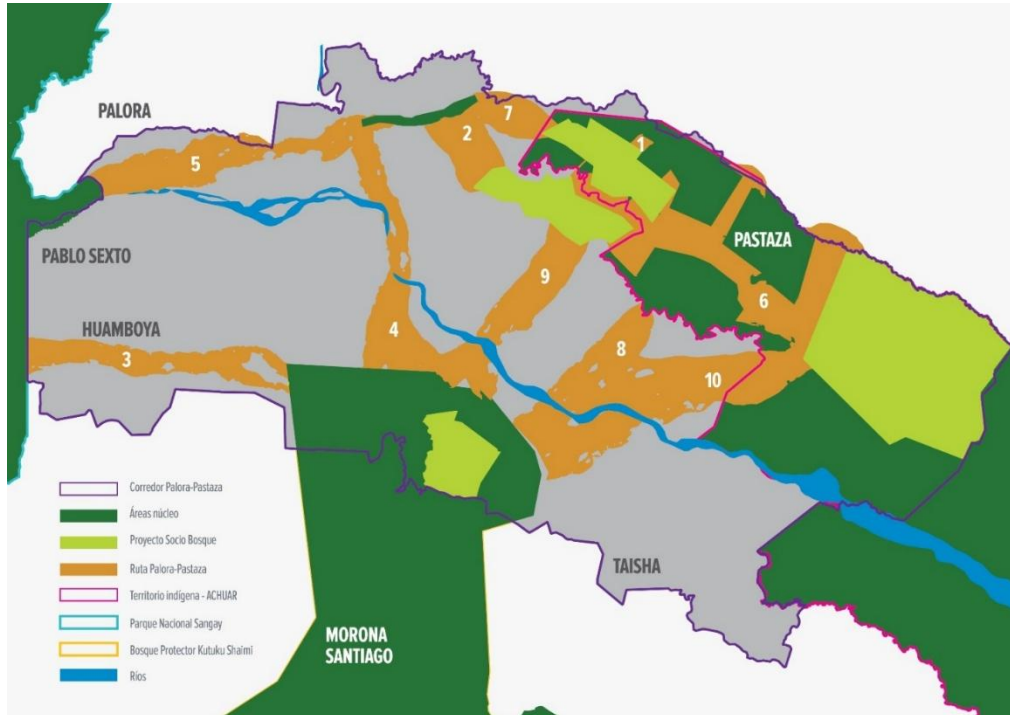 PALORA
7
2
1
5
PASTAZA
PABLO SEXTO
9
6
HUAMBOYA
4
8
3
10
Corredor Palora-Pastaza
Áreas núcleo
Proyecto Socio Bosque
Ruta Palora-Pastaza
Territorio indígena - ACHUAR
Parque Nacional Sangay
Bosque Protector Kutuku Shaimi
Ríos
TAISHA
MORONA
SANTIAGO